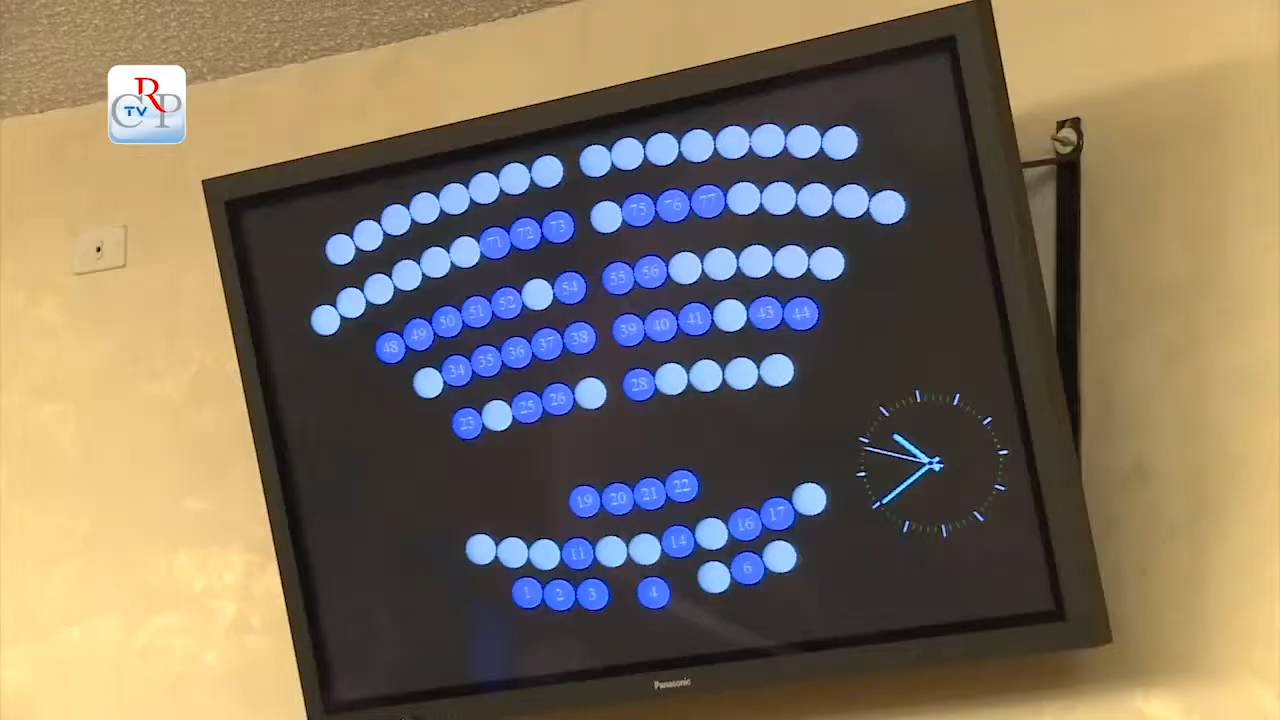 CRP
TV
71 72 73 75 76 77
48 49 50 51 52 54 55 56
34 35 36 37 38 39 40 41 43 44
23 25 26 28
19 20 21 22
11 14 16 17
1 2 3 4 6
Panasonic